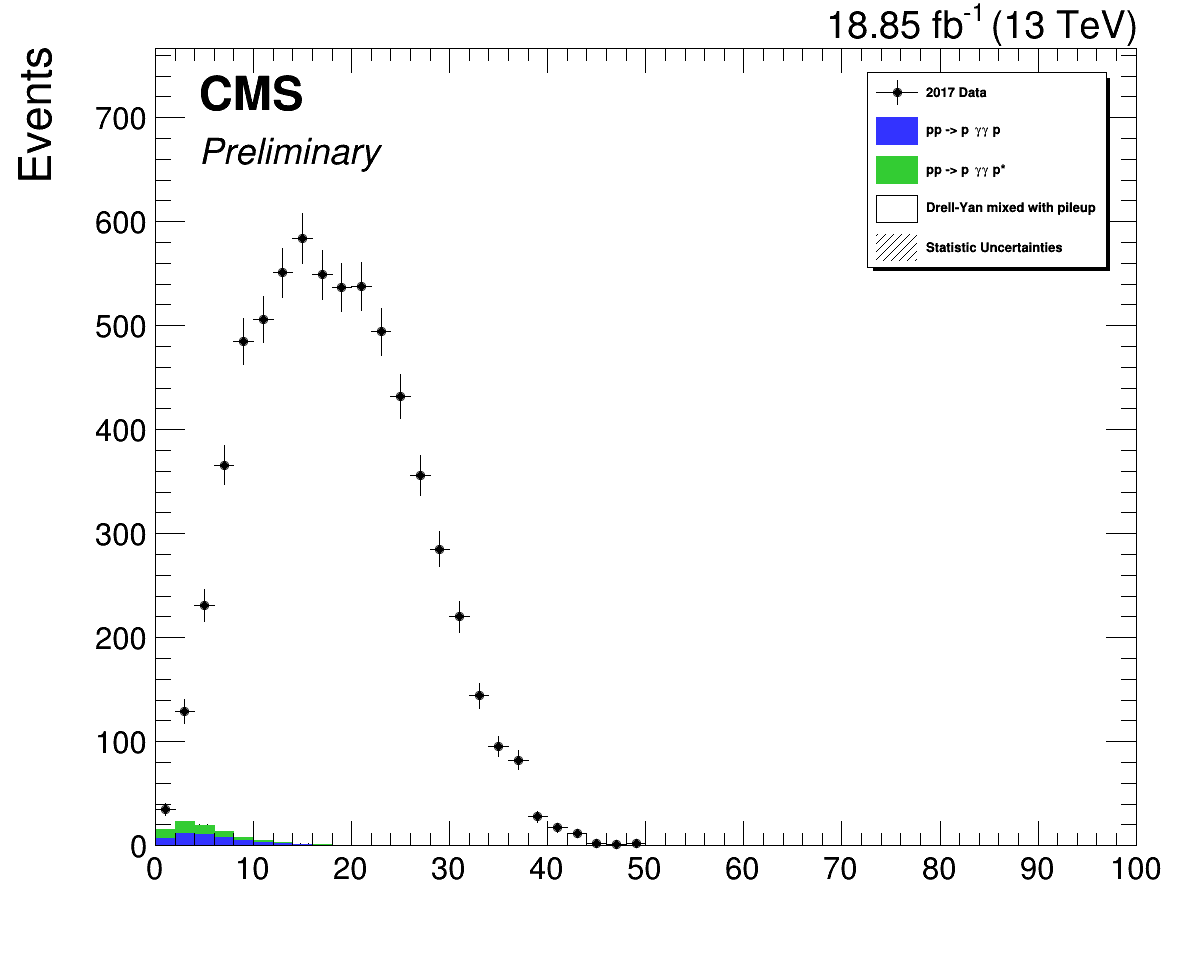 18.85 fb⁻¹ (13 TeV)
Events
CMS
Preliminary
2017 Data
pp -> p γγ p
pp -> p γγ p*
Drell-Yan mixed with pileup
Statistic Uncertainties
700
600
500
400
300
200
100
0
0 10 20 30 40 50 60 70 80 90 100